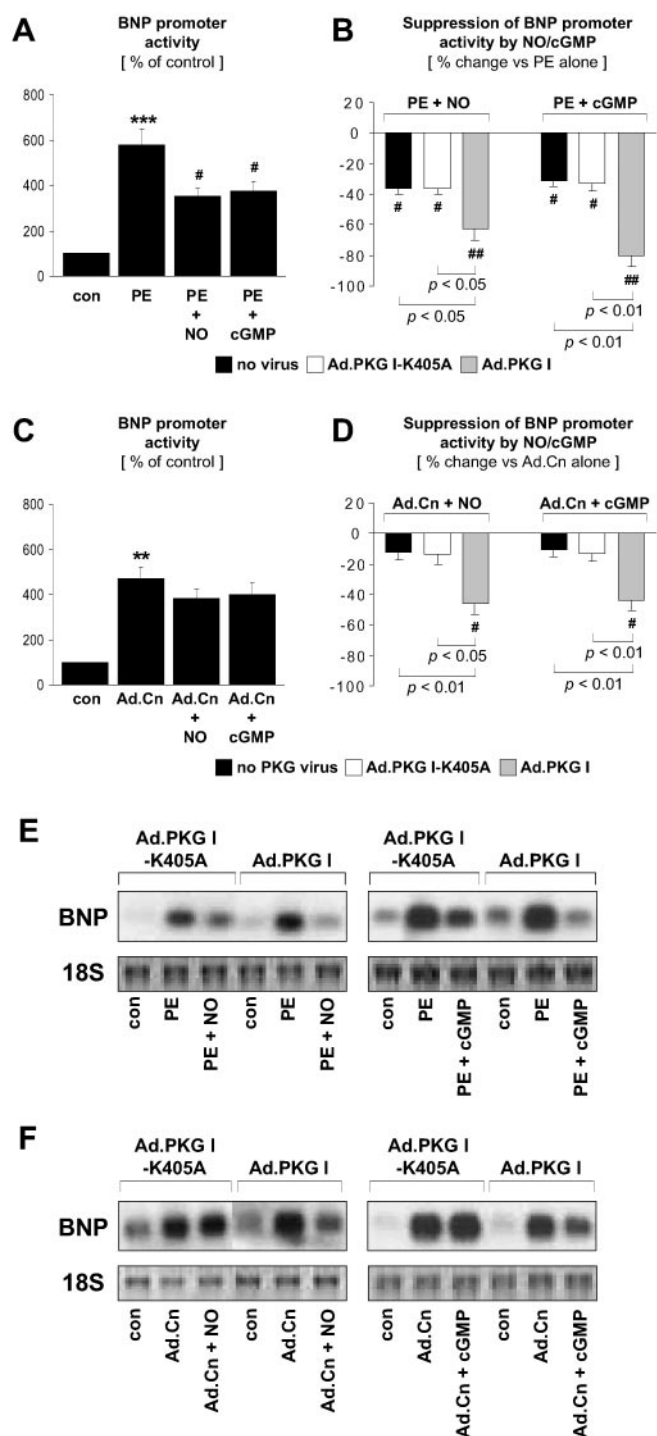 A
BNP promoter
activity
[ % of control ]
800
600
400
200
0
***
#
#
con
PE
PE
+
NO
PE
+
cGMP
B
Suppression of BNP promoter
activity by NO/cGMP
[ % change vs PE alone ]
20
0
-20
-40
-60
-80
-100
PE + NO
PE + cGMP
#
#
##
#
#
##
p < 0.05
p < 0.05
p < 0.01
p < 0.01
no virus Ad.PKG I-K405A Ad.PKG I
C
BNP promoter
activity
[ % of control ]
800
600
400
200
0
**
con
Ad.Cn
Ad.Cn
+
NO
Ad.Cn
+
cGMP
D
Suppression of BNP promoter
activity by NO/cGMP
[ % change vs Ad.Cn alone ]
20
0
-20
-40
-60
-80
-100
Ad.Cn + NO
Ad.Cn + cGMP
#
#
p < 0.05
p < 0.01
p < 0.01
p < 0.01
no PKG virus Ad.PKG I-K405A Ad.PKG I
E
Ad.PKG I
-K405A
Ad.PKG I
Ad.PKG I
-K405A
Ad.PKG I
BNP
18S
con
PE
PE + NO
con
PE
PE + NO
con
PE
PE + cGMP
con
PE
PE + cGMP
F
Ad.PKG I
-K405A
Ad.PKG I
Ad.PKG I
-K405A
Ad.PKG I
BNP
18S
con
Ad.Cn
Ad.Cn + NO
con
Ad.Cn
Ad.Cn + NO
con
Ad.Cn
Ad.Cn + cGMP
con
Ad.Cn
Ad.Cn + cGMP